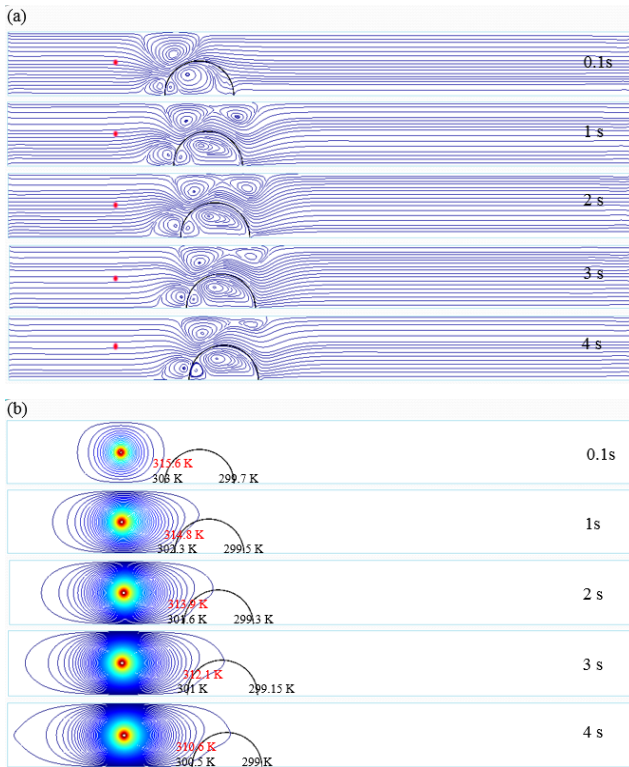 (a)
0.1s
1 s
2 s
3 s
4 s
(b)
315.6 K
303 K 299.7 K
0.1s
314.8 K
302.3 K 299.5 K
1s
313.9 K
301.6 K 299.3 K
2 s
312.1 K
301 K 299.15 K
3 s
310.6 K
300.5 K 299K
4 s